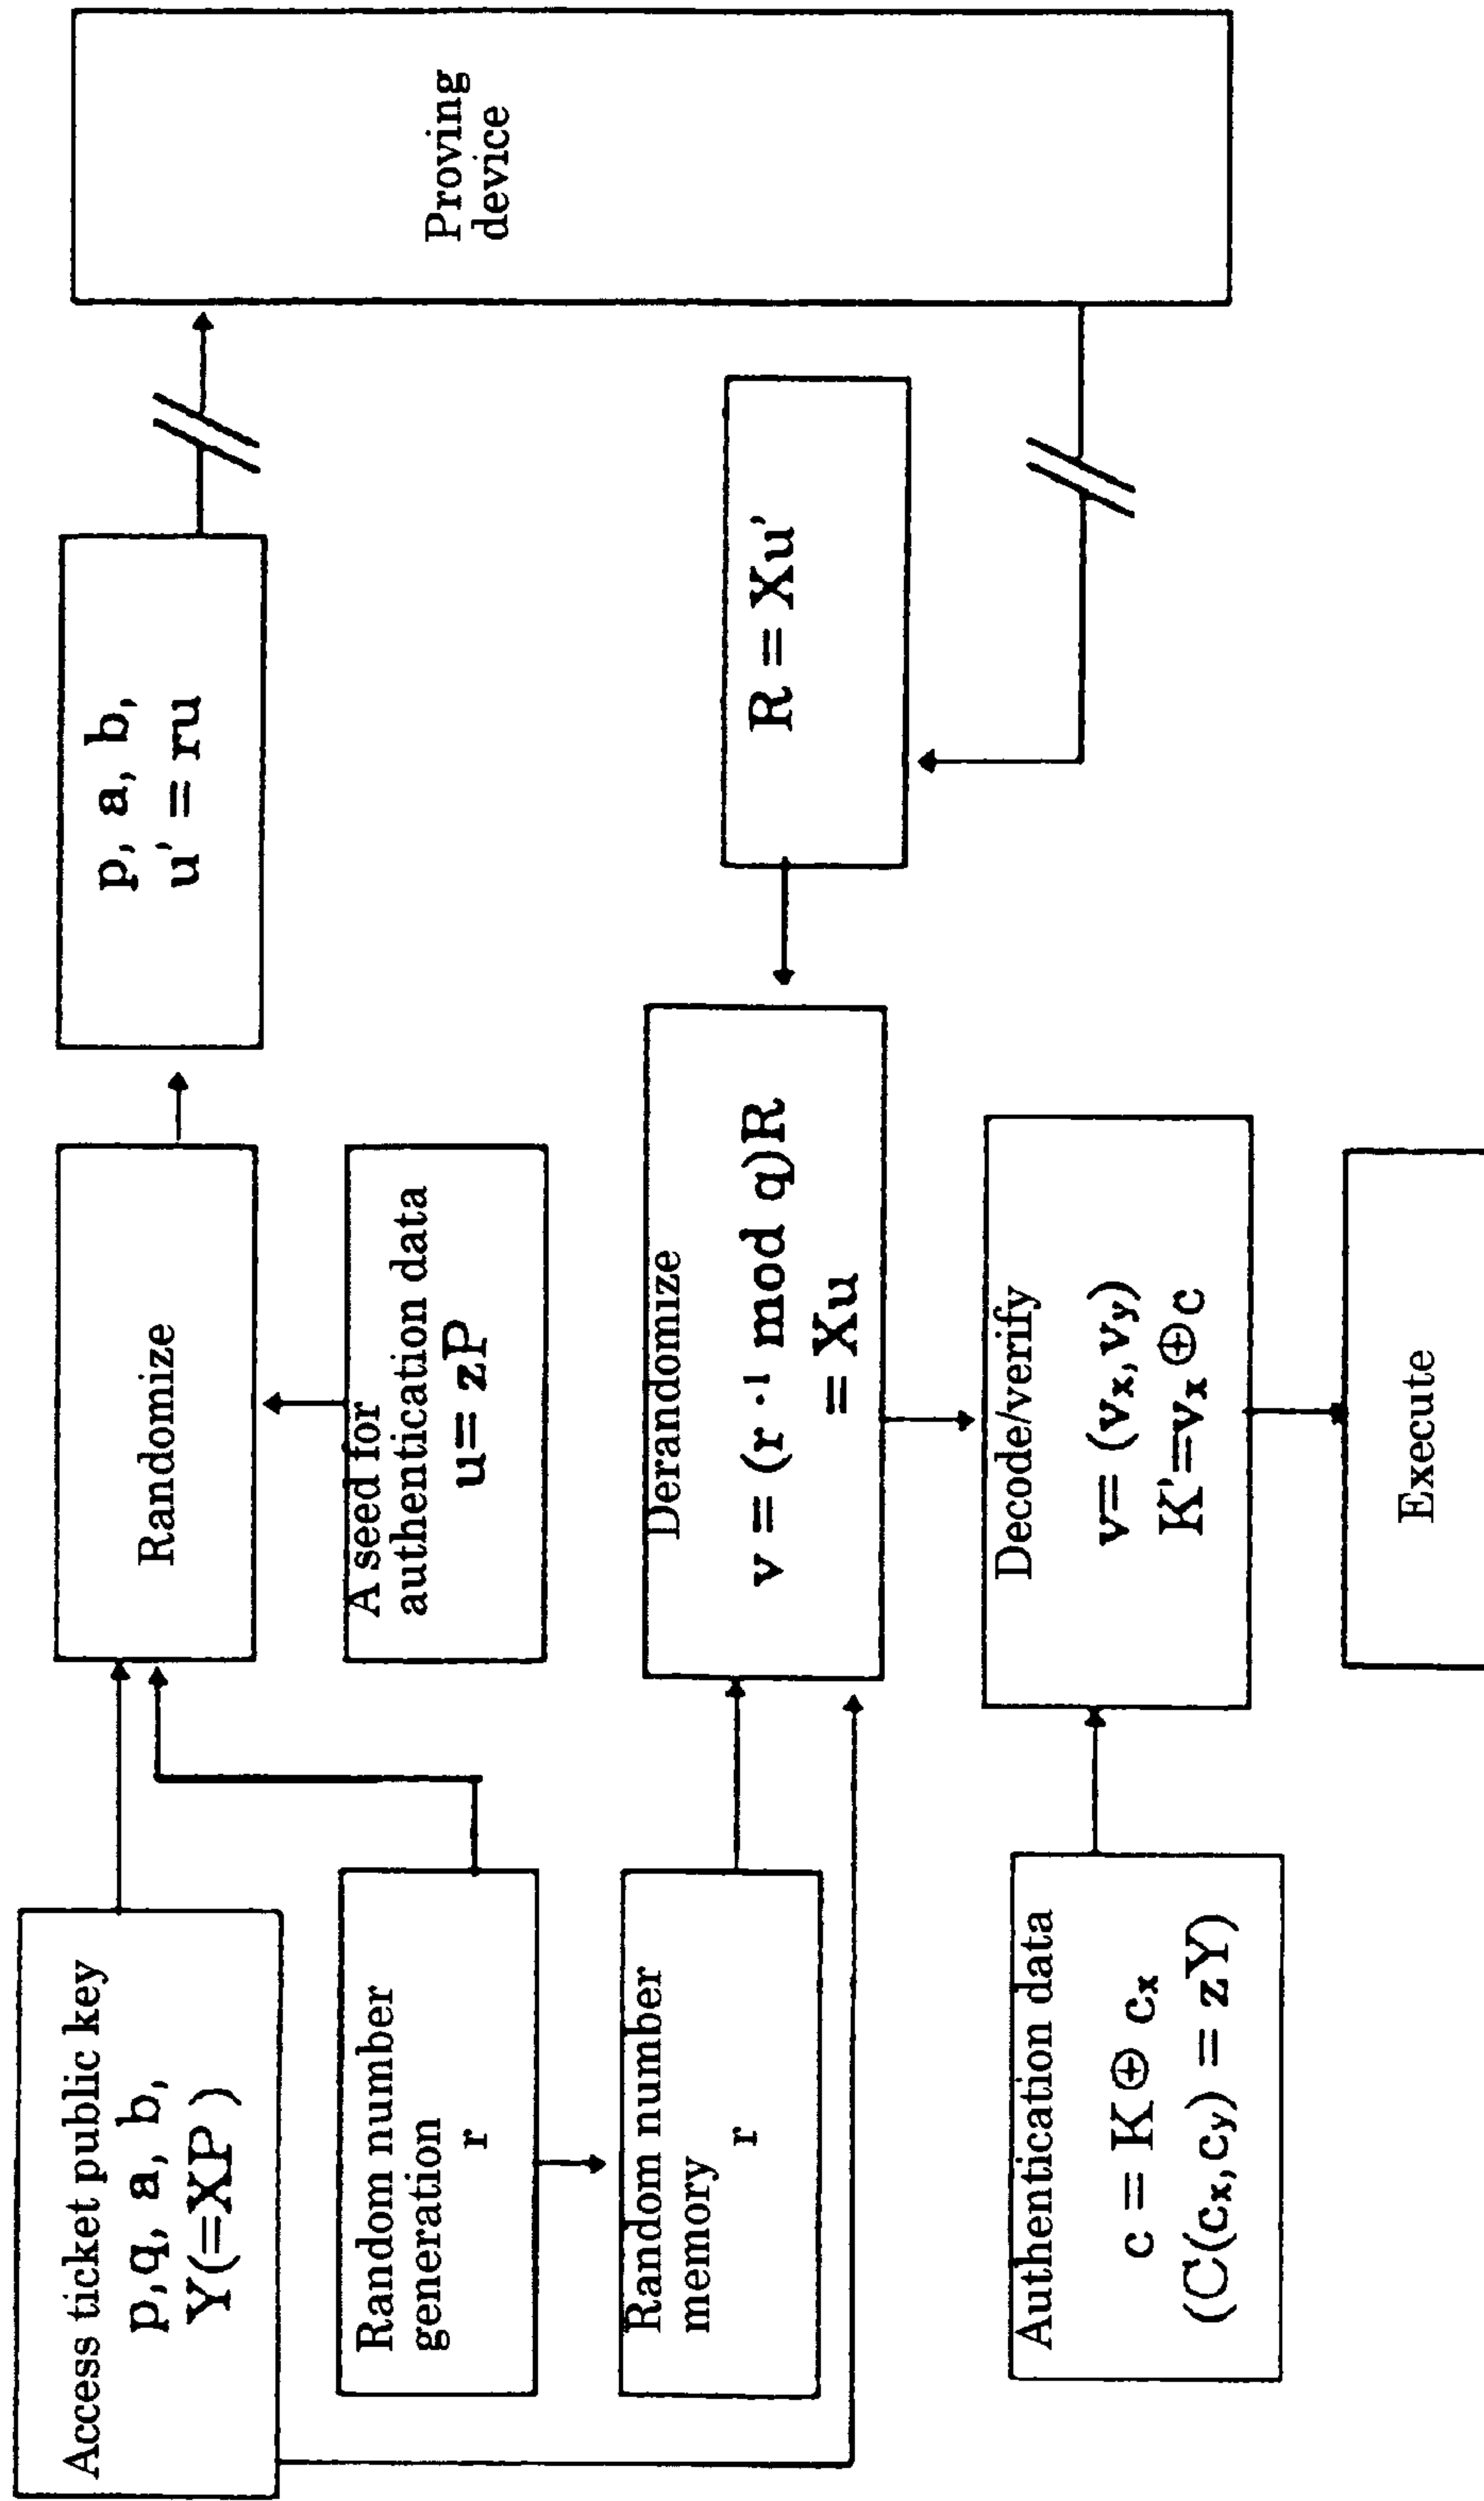 Access ticket public key
p, q, a, b,
Y(=XP)
Randomize
p, a, b,
u' = ru
Proving
device
Random number
generation
r
A seed for
authentication data
u = zP
Random number
memory
r
Derandomize
v = (r ·¹ mod q)R
= Xu
R = Xu'
Authentication data
c = K ⊕ cx
(C(cx, cy) = zY)
Decode/verify
v = (vx, vy)
K' = vx ⊕ c
Execute